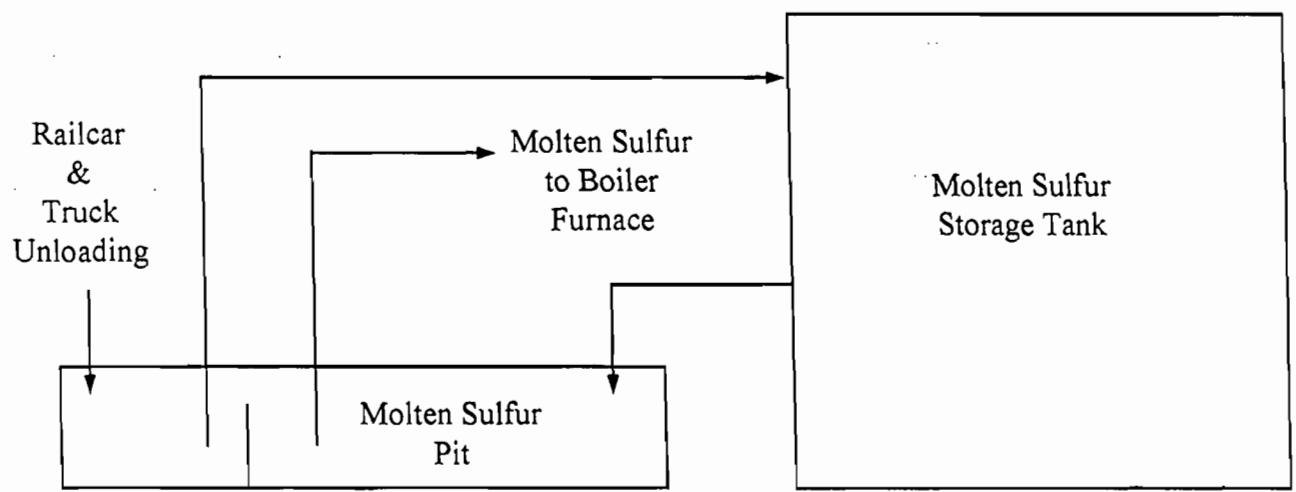 Railcar
&
Truck
Unloading
Molten Sulfur
to Boiler
Furnace
Molten Sulfur
Storage Tank
Molten Sulfur
Pit